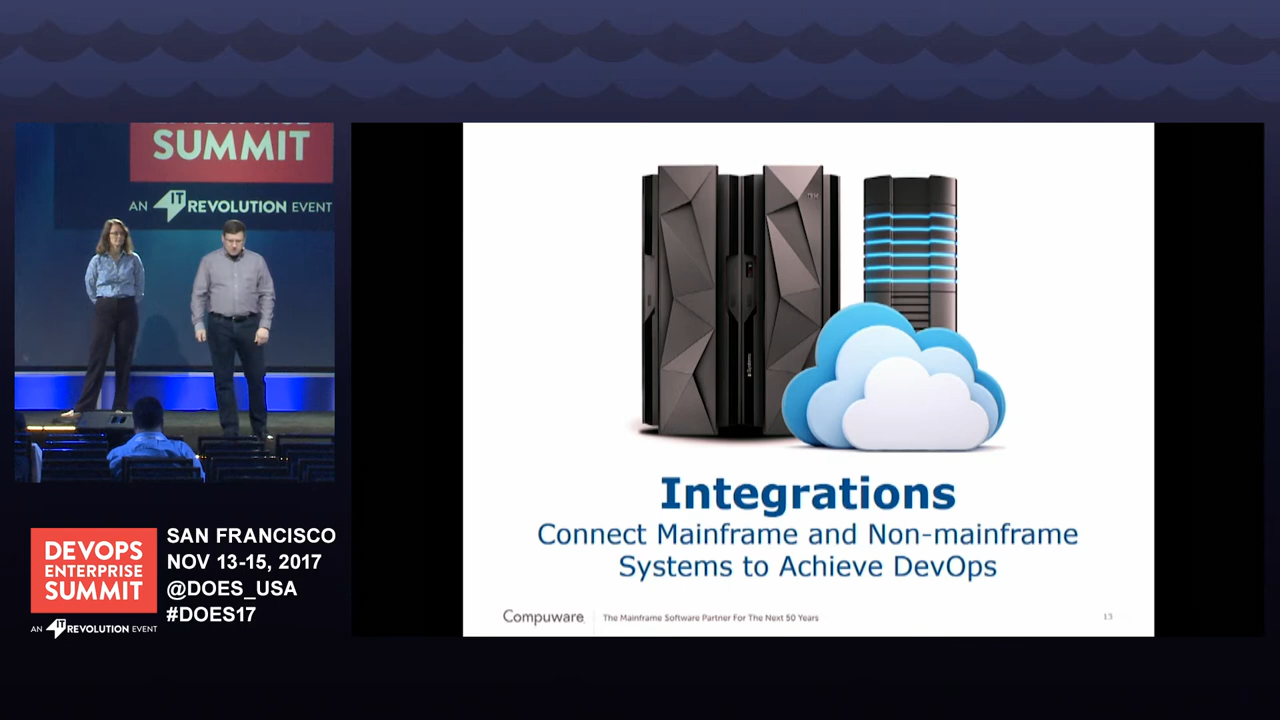 SUMMIT
AN IT REVOLUTION EVENT
DEVOPS
ENTERPRISE
SUMMIT
AN IT REVOLUTION EVENT
SAN FRANCISCO
NOV 13-15, 2017
@DOES_USA
#DOES17
Integrations
Connect Mainframe and Non-mainframe
Systems to Achieve DevOps
Compuware
The Mainframe Software Partner For The Next 50 Years
13